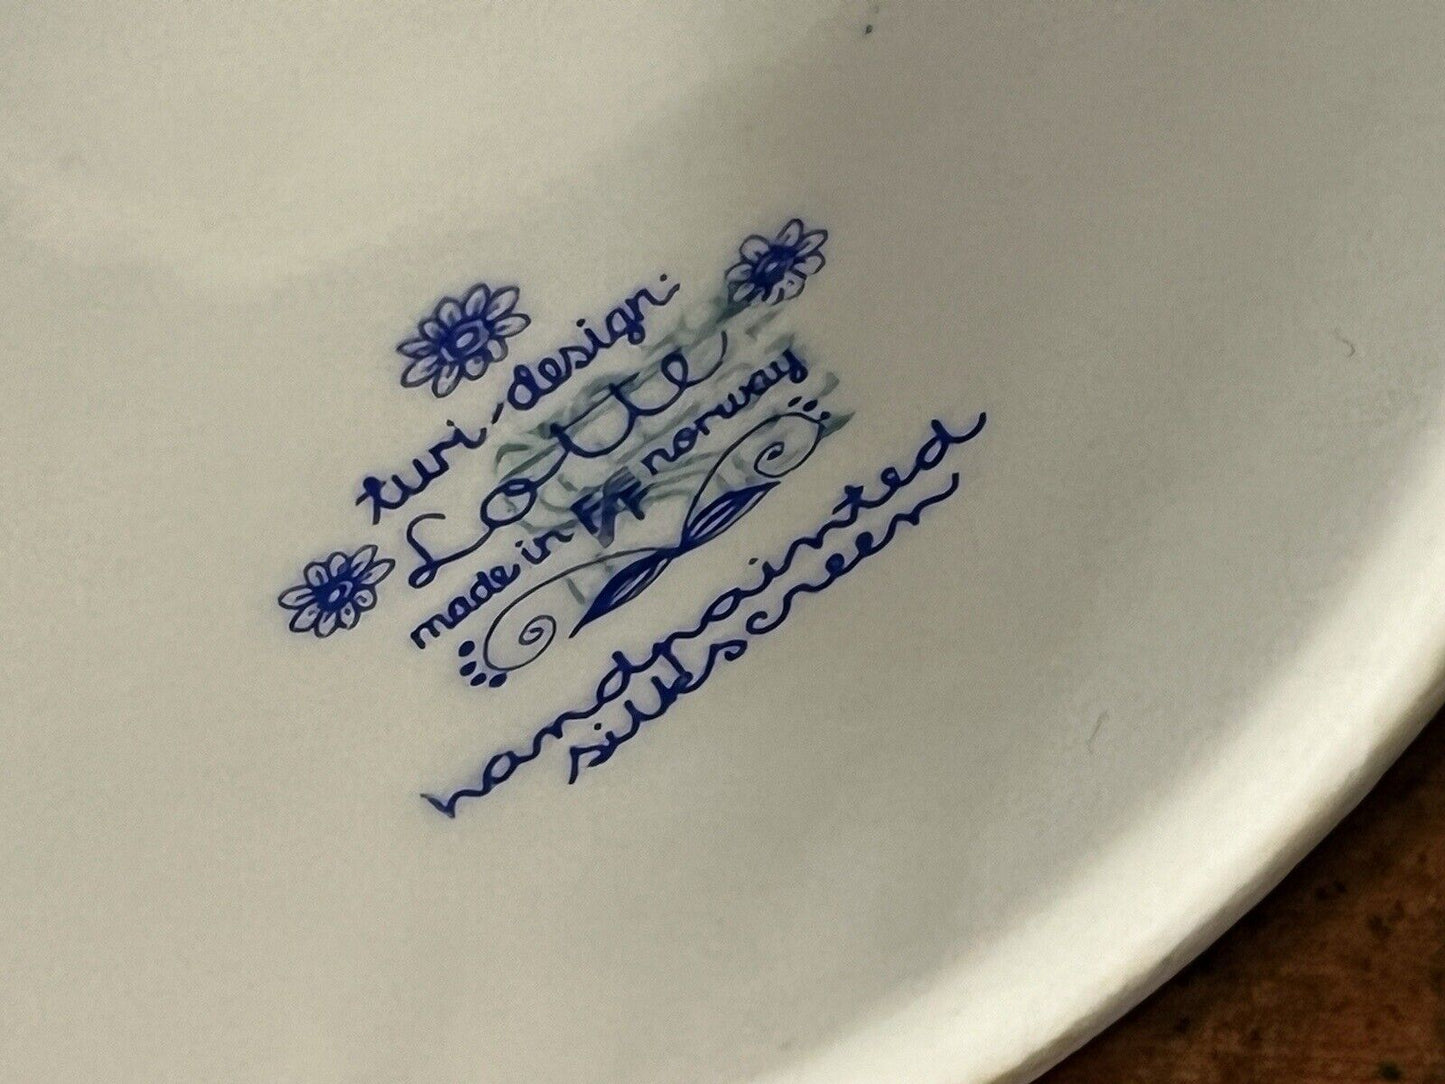 turi-design
Lotte
made in FF norway
handpainted
silkscreen